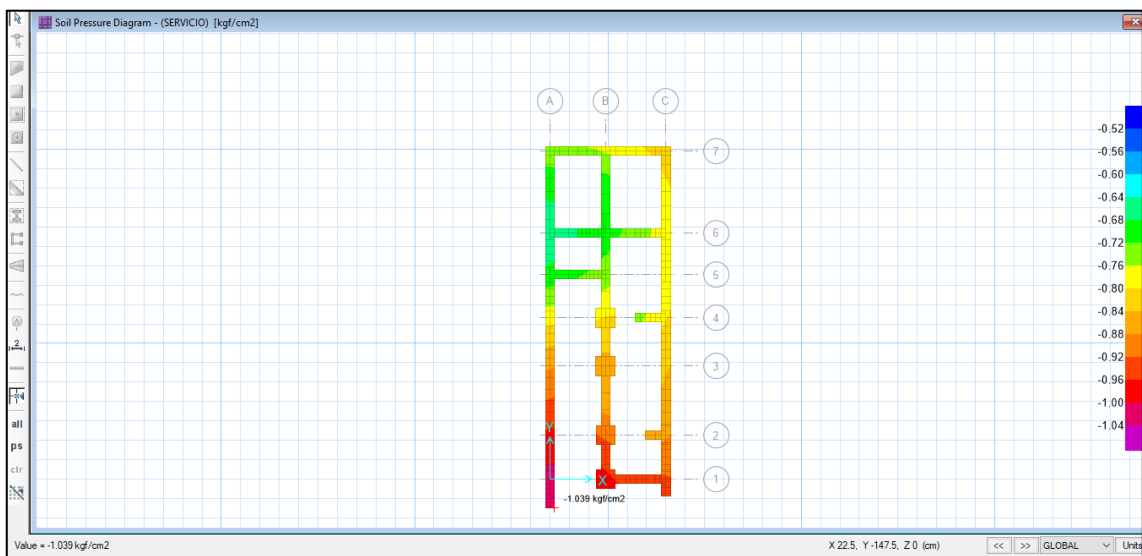 Soil Pressure Diagram - (SERVICIO) [kgf/cm2]
A B C
7
6
5
4
3
2
1
Y
X
-1.039 kgf/cm2
-0.52
-0.56
-0.60
-0.64
-0.68
-0.72
-0.76
-0.80
-0.84
-0.88
-0.92
-0.96
-1.00
-1.04
2
all
ps
clr
Value = -1.039 kgf/cm2
X 22.5, Y -147.5, Z 0 (cm)
<<
>>
GLOBAL
Units